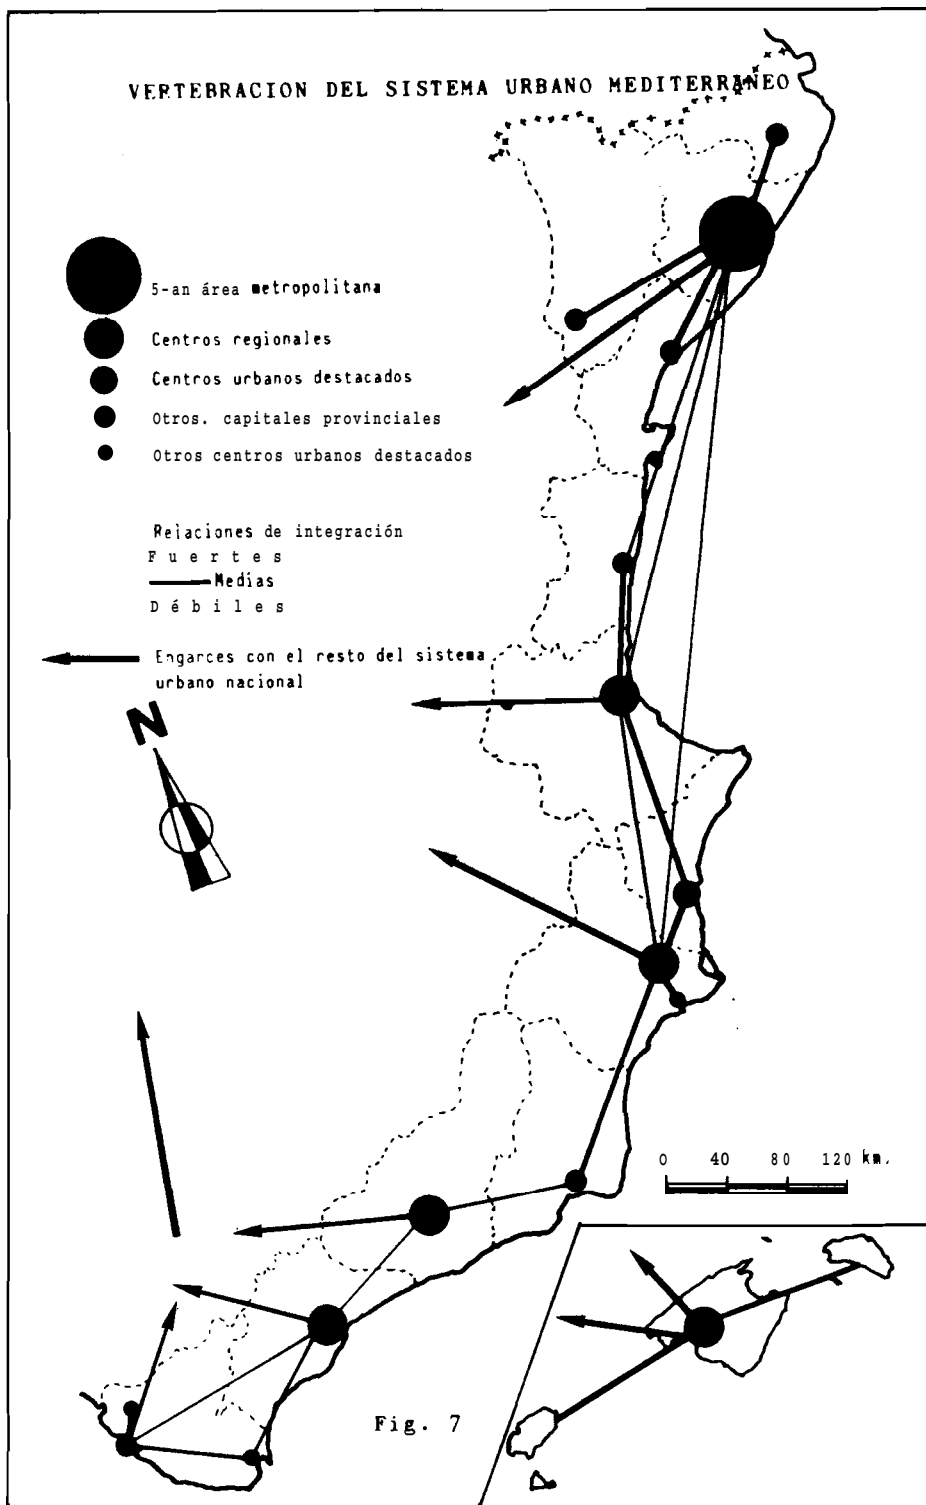 VERTEBRACION DEL SISTEMA URBANO MEDITERRANEO
5-an área metropolitana
Centros regionales
Centros urbanos destacados
Otros. capitales provinciales
Otros centros urbanos destacados
Relaciones de integración
Fuertes
Medias
Débiles
Engarces con el resto del sistema
urbano nacional
N
0 40 80 120 km.
Fig. 7